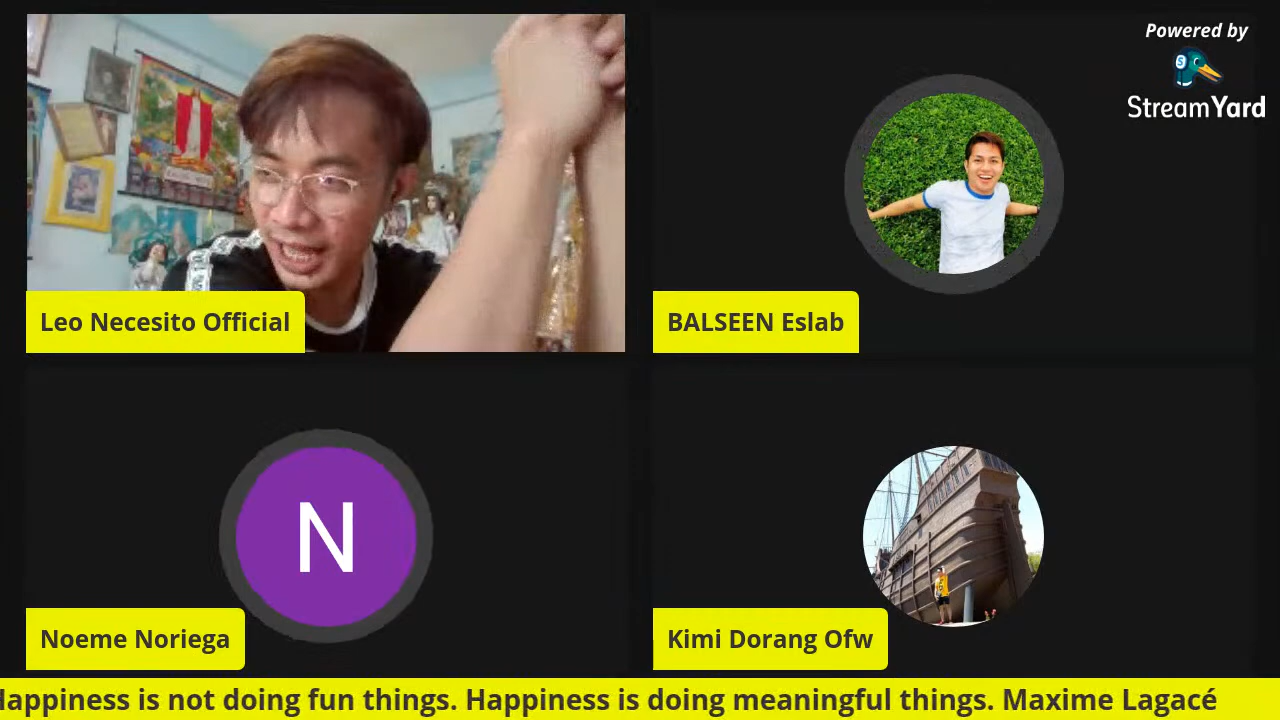 Powered by
StreamYard
Leo Necesito Official
BALSEEN Eslab
N
Noeme Noriega
Kimi Dorang Ofw
Happiness is not doing fun things. Happiness is doing meaningful things. Maxime Lagacé